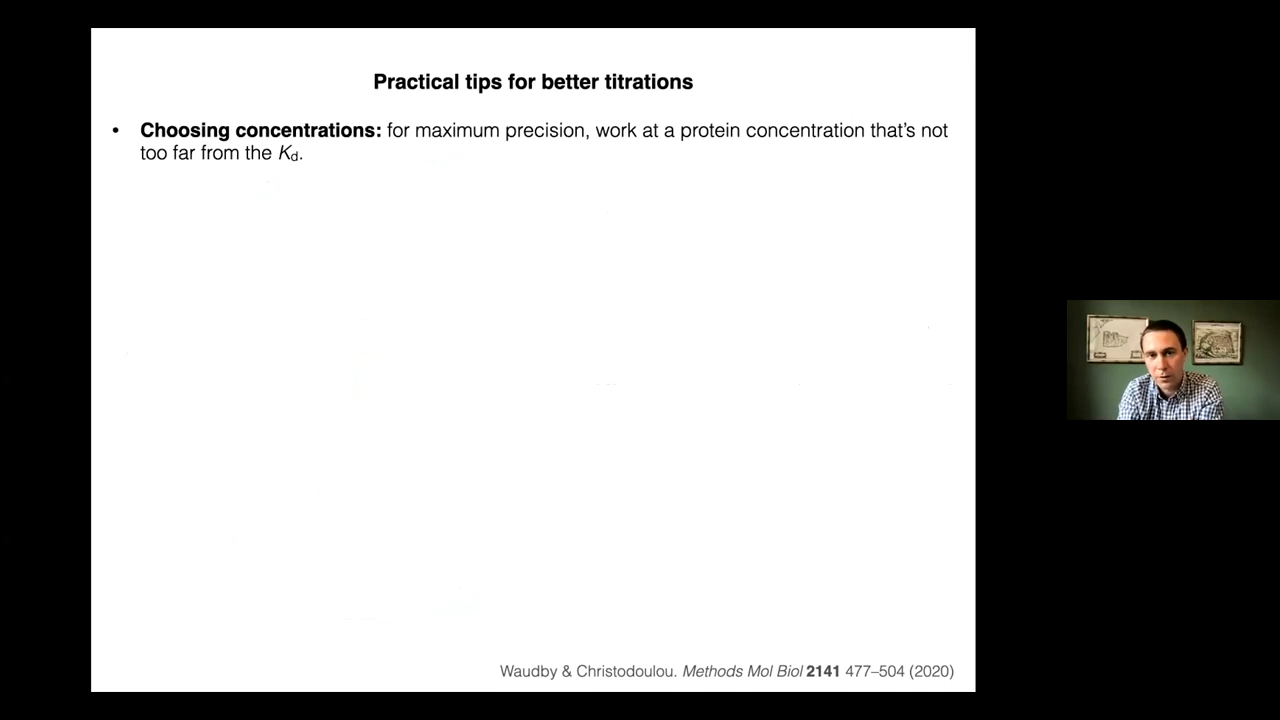 Practical tips for better titrations
• Choosing concentrations: for maximum precision, work at a protein concentration that's not
too far from the Kd.
Waudby & Christodoulou. Methods Mol Biol 2141 477–504 (2020)